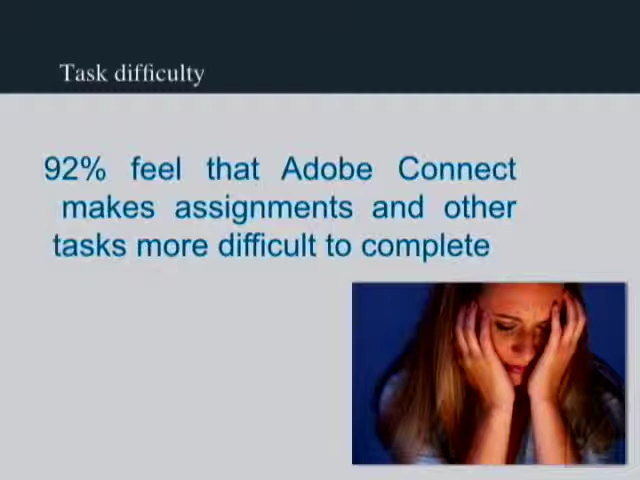 Task difficulty
92% feel that Adobe Connect
makes assignments and other
tasks more difficult to complete